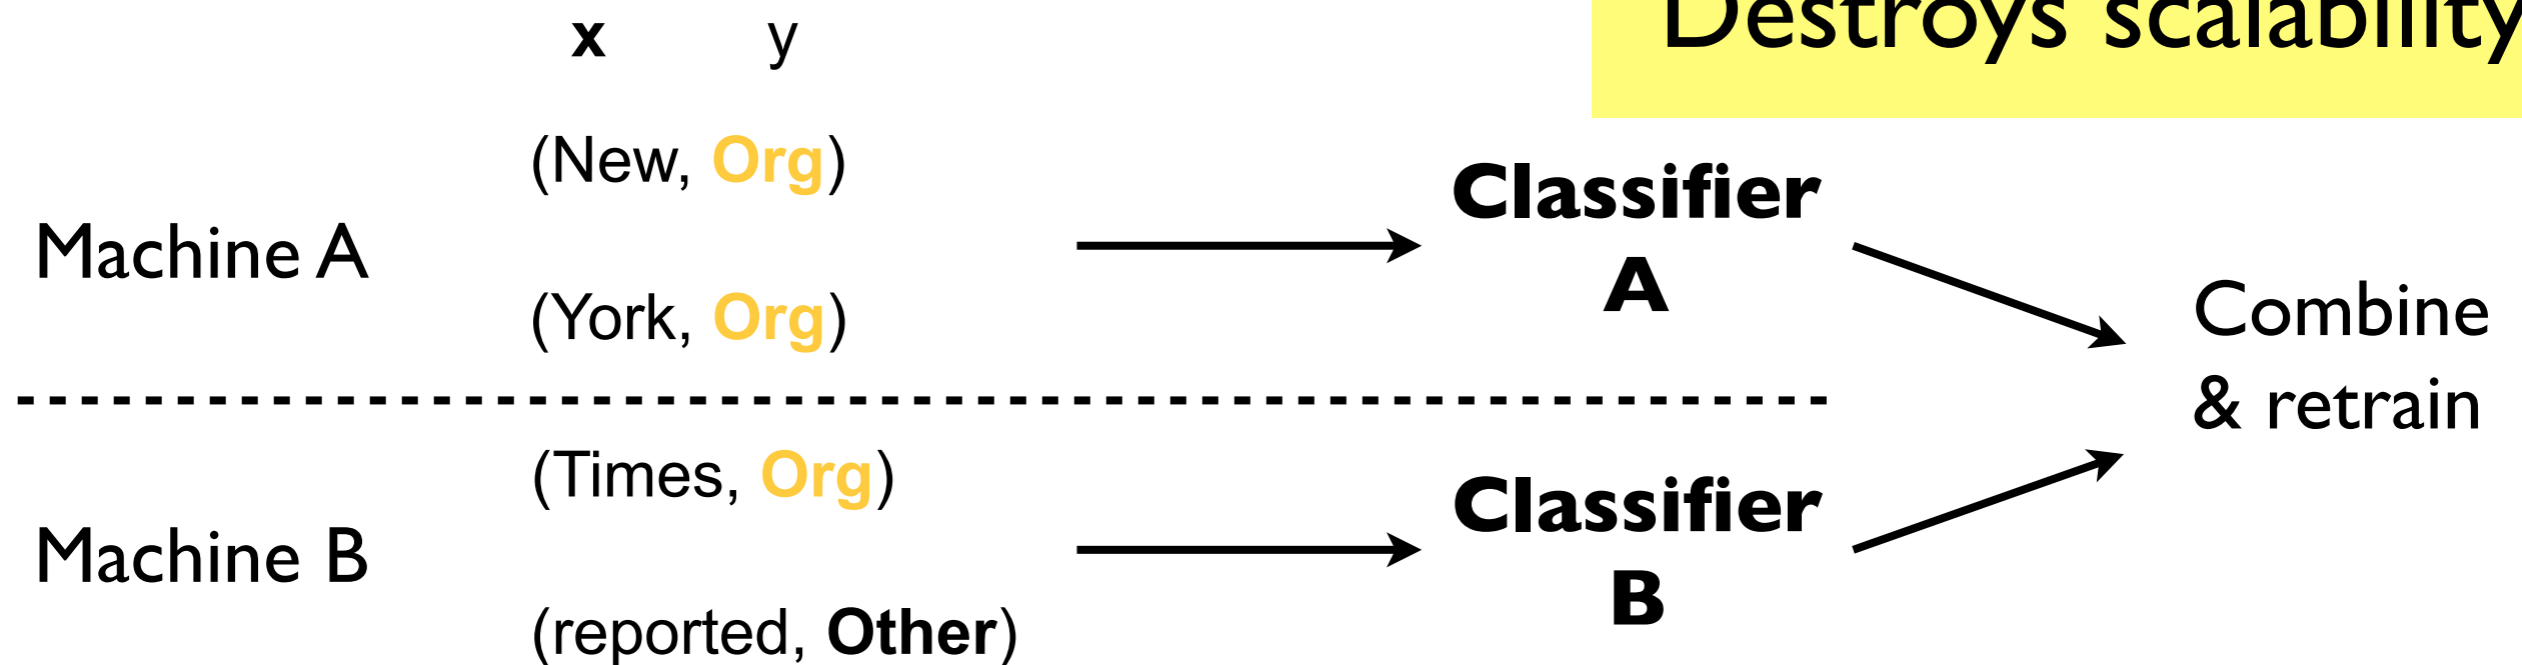 x y
Destroys scalability
(New, Org)
Machine A
(York, Org)
Classifier
A
Combine
& retrain
(Times, Org)
Machine B
(reported, Other)
Classifier
B